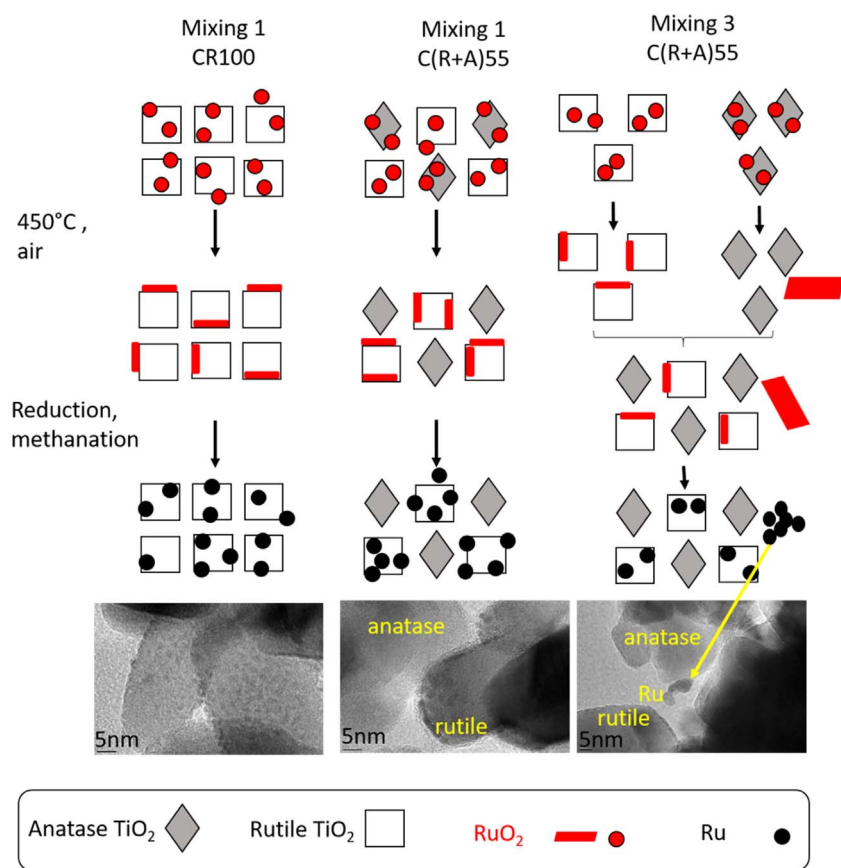 Mixing 1
CR100
Mixing 1
C(R+A)55
Mixing 3
C(R+A)55
450°C ,
air
Reduction,
methanation
anatase
rutile
5nm
5nm
anatase
Ru
rutile
5nm
Anatase TiO₂
Rutile TiO₂
RuO₂
Ru